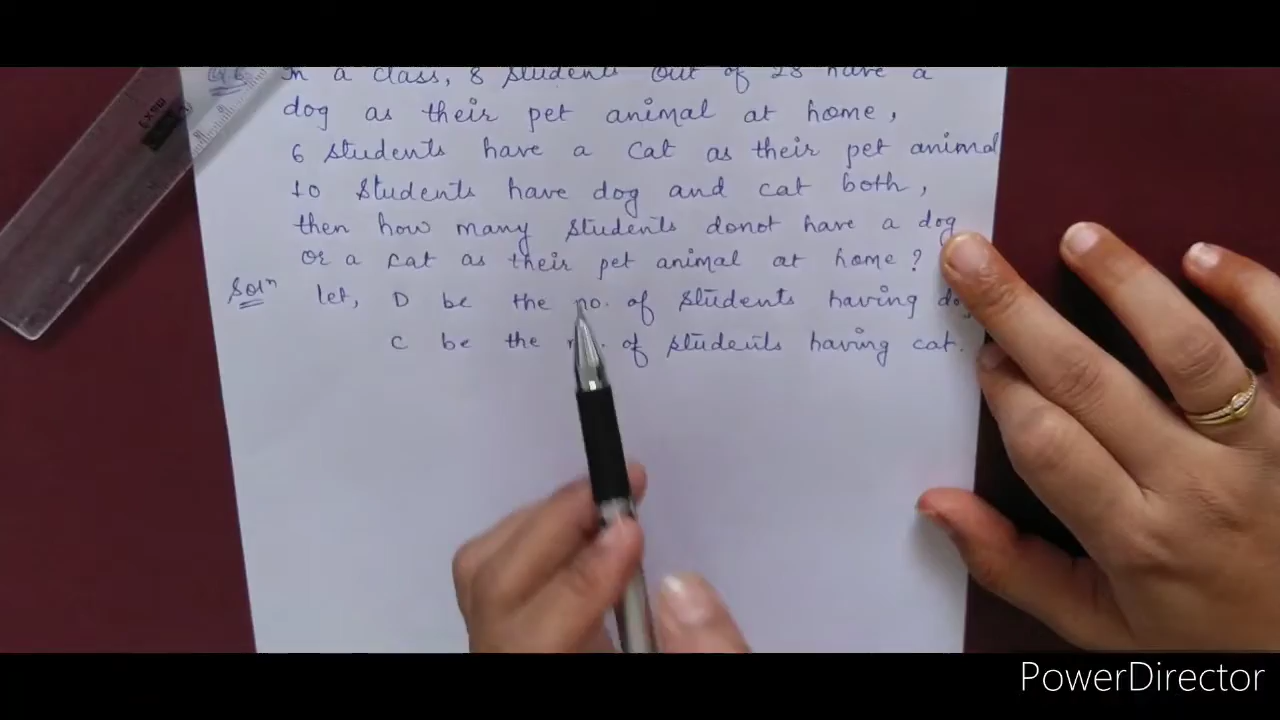 In a class, 8 students out of 28 have a
dog as their pet animal at home,
6 students have a cat as their pet animal
10 students have dog and cat both,
then how many students donot have a dog
or a cat as their pet animal at home?
Solⁿ let, D be the no. of students having
C be the of students having cat.
PowerDirector